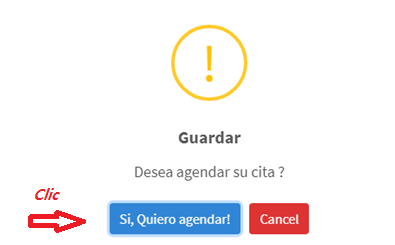 !
Guardar
Desea agendar su cita ?
Clic
Si, Quiero agendar!
Cancel